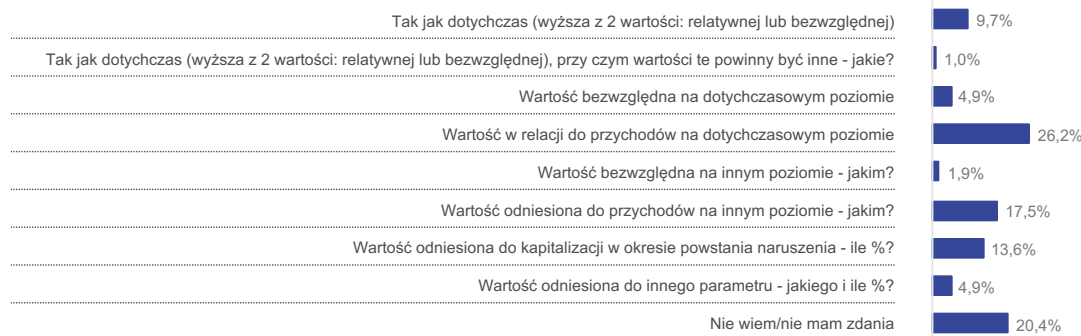 Tak jak dotychczas (wyższa z 2 wartości: relatywnej lub bezwzględnej) 9,7%
Tak jak dotychczas (wyższa z 2 wartości: relatywnej lub bezwzględnej), przy czym wartości te powinny być inne - jakie? 1,0%
Wartość bezwzględna na dotychczasowym poziomie 4,9%
Wartość w relacji do przychodów na dotychczasowym poziomie 26,2%
Wartość bezwzględna na innym poziomie - jakim? 1,9%
Wartość odniesiona do przychodów na innym poziomie - jakim? 17,5%
Wartość odniesiona do kapitalizacji w okresie powstania naruszenia - ile %? 13,6%
Wartość odniesiona do innego parametru - jakiego i ile %? 4,9%
Nie wiem/nie mam zdania 20,4%